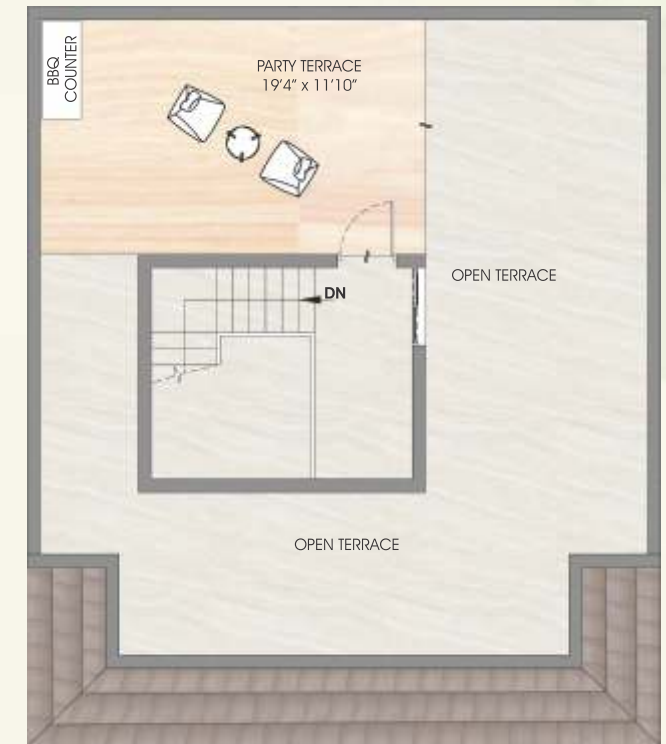 BBQ
COUNTER
PARTY TERRACE
19'4" x 11'10"
OPEN TERRACE
DN
OPEN TERRACE